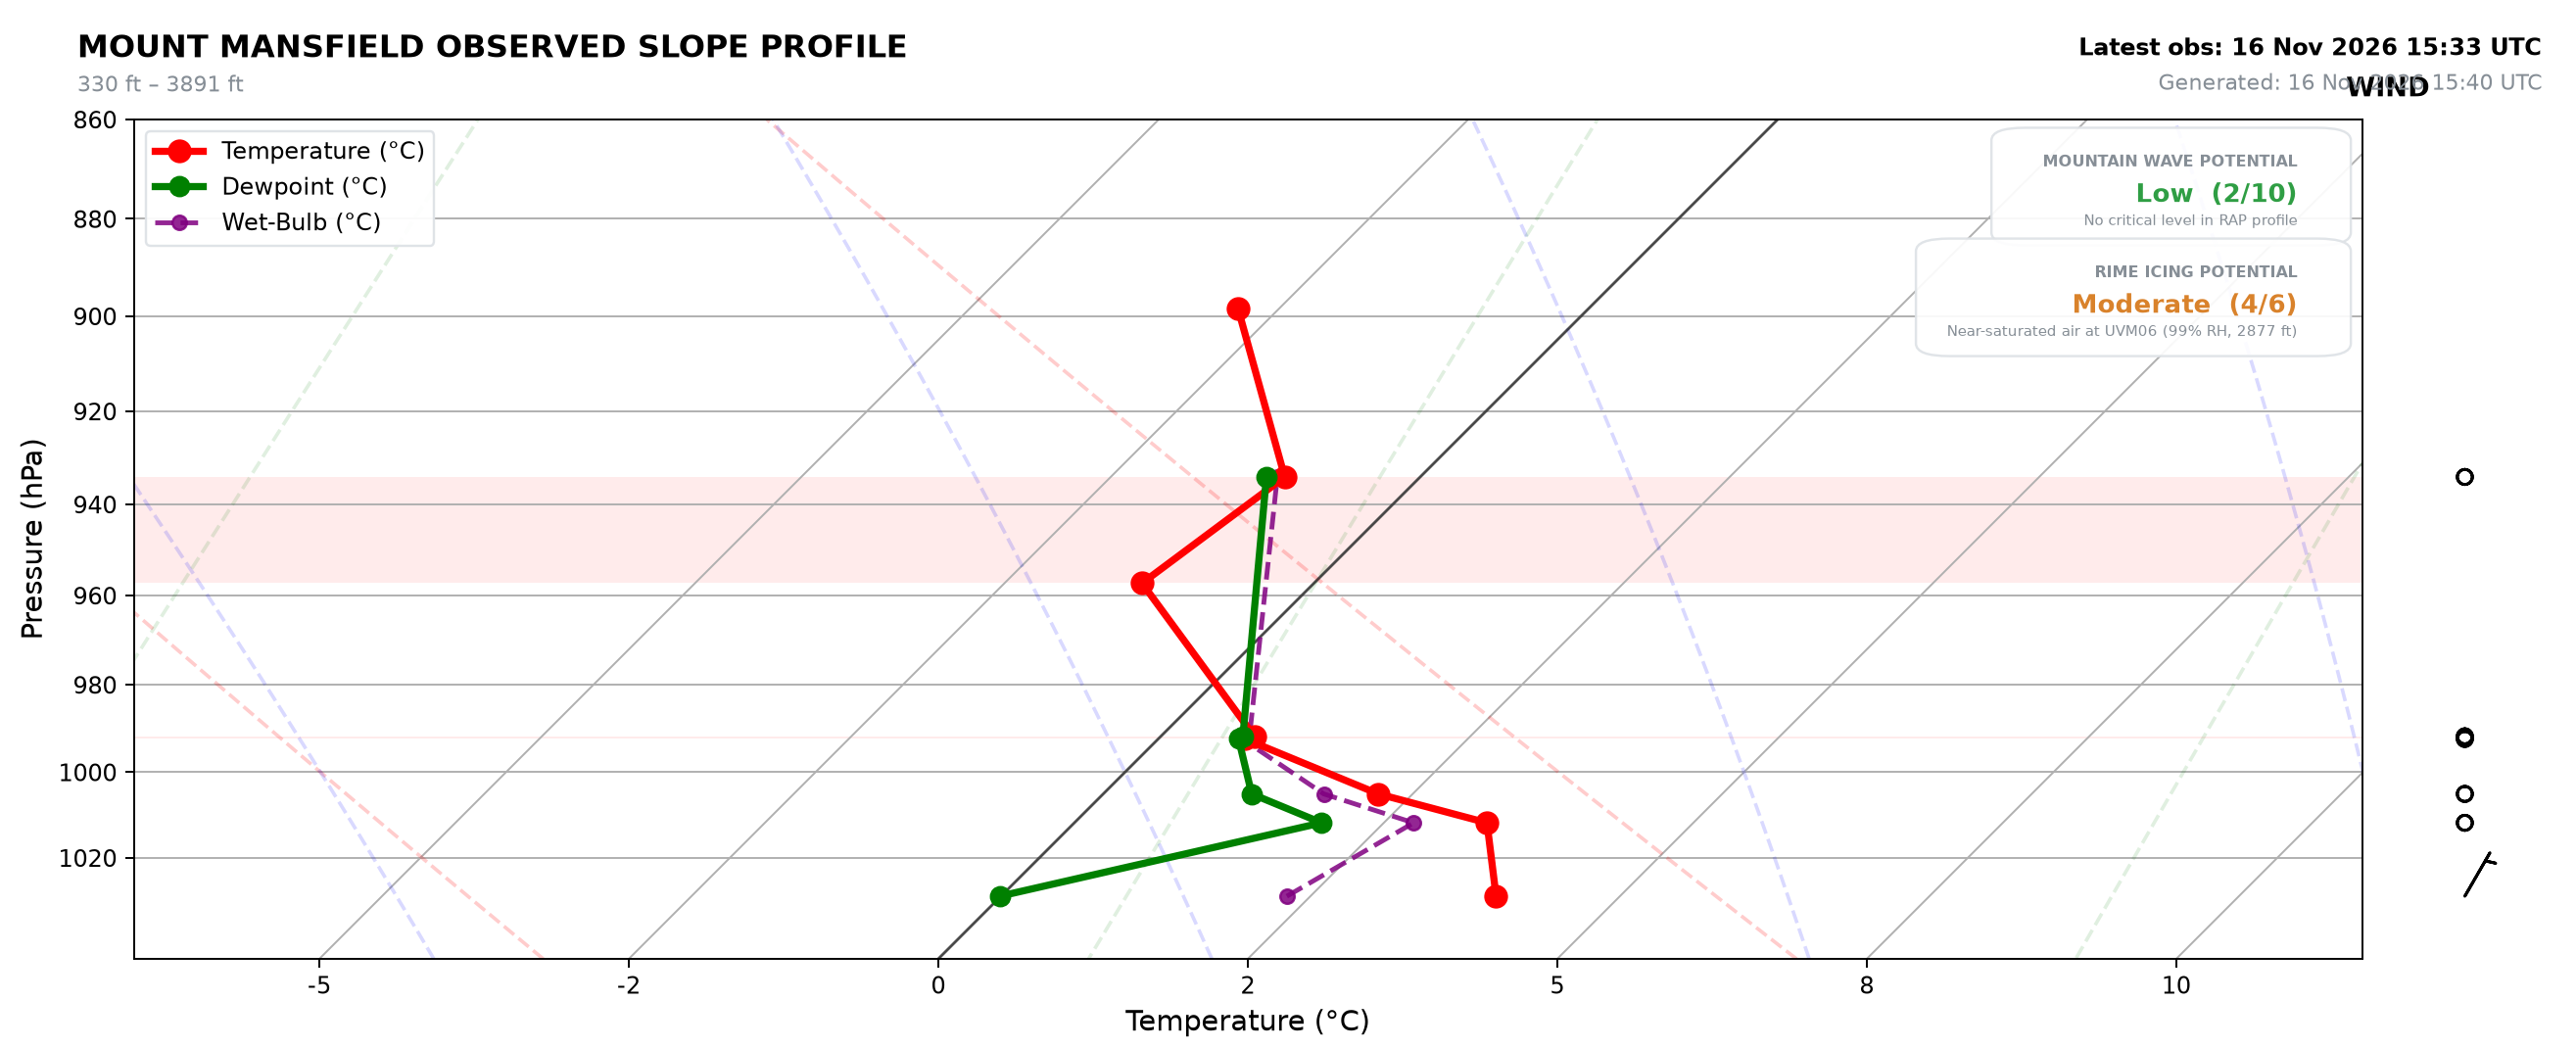 MOUNT MANSFIELD OBSERVED SLOPE PROFILE
330 ft – 3891 ft
Latest obs: 16 Nov 2026 15:33 UTC
Generated: 16 Nov 2026 15:40 UTC
WIND
Temperature (°C)
Dewpoint (°C)
Wet-Bulb (°C)
MOUNTAIN WAVE POTENTIAL
Low (2/10)
No critical level in RAP profile
RIME ICING POTENTIAL
Moderate (4/6)
Near-saturated air at UVM06 (99% RH, 2877 ft)
Pressure (hPa)
860
880
900
920
940
960
980
1000
1020
-5
-2
0
2
5
8
10
Temperature (°C)